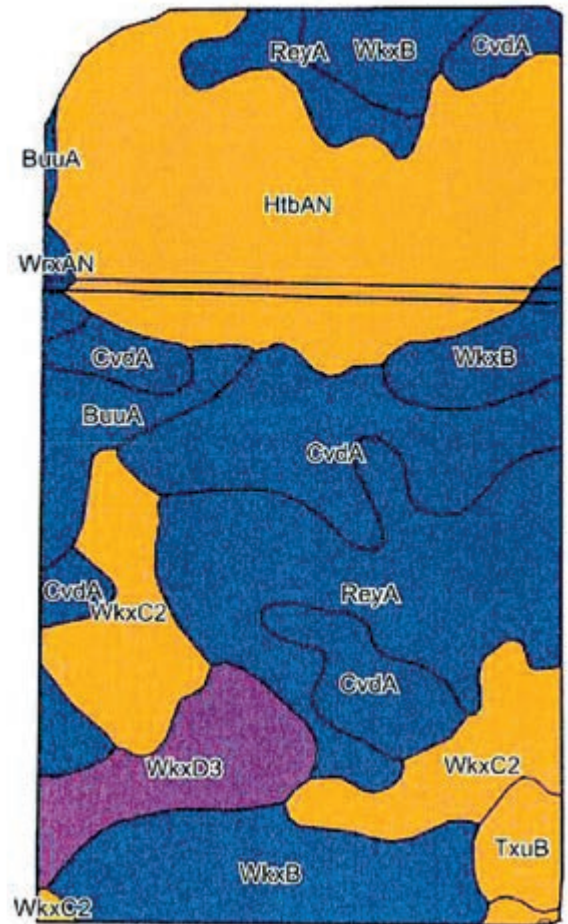 ReyA
WkxB
CvdA
BuuA
HtbAN
WrxAN
CvdA
WkxB
BuuA
CvdA
CvdA
WkxC2
ReyA
CvdA
WkxD3
WkxC2
TxuB
WkxB
WkxC2